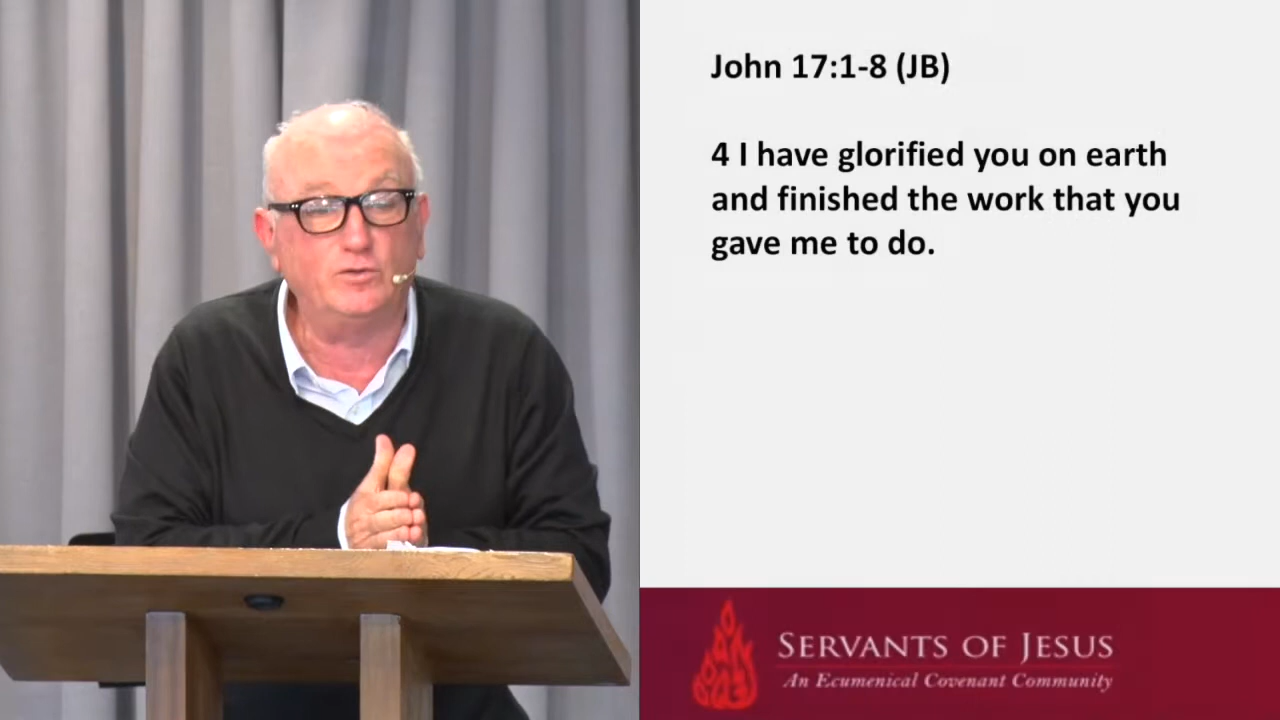 John 17:1-8 (JB)
4 I have glorified you on earth
and finished the work that you
gave me to do.
SERVANTS OF JESUS
An Ecumenical Covenant Community